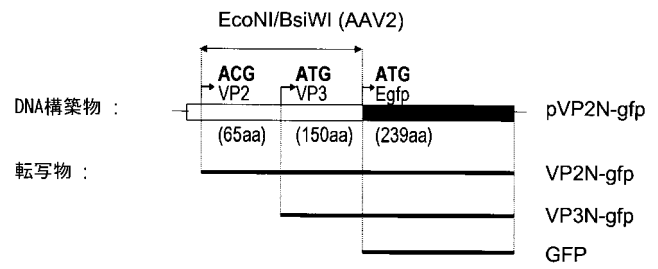 EcoNI/BsiWI (AAV2)
ACG ATG ATG
VP2 VP3 Egfp
DNA構築物 : pVP2N-gfp
(65aa) (150aa) (239aa)
転写物 : VP2N-gfp
VP3N-gfp
GFP